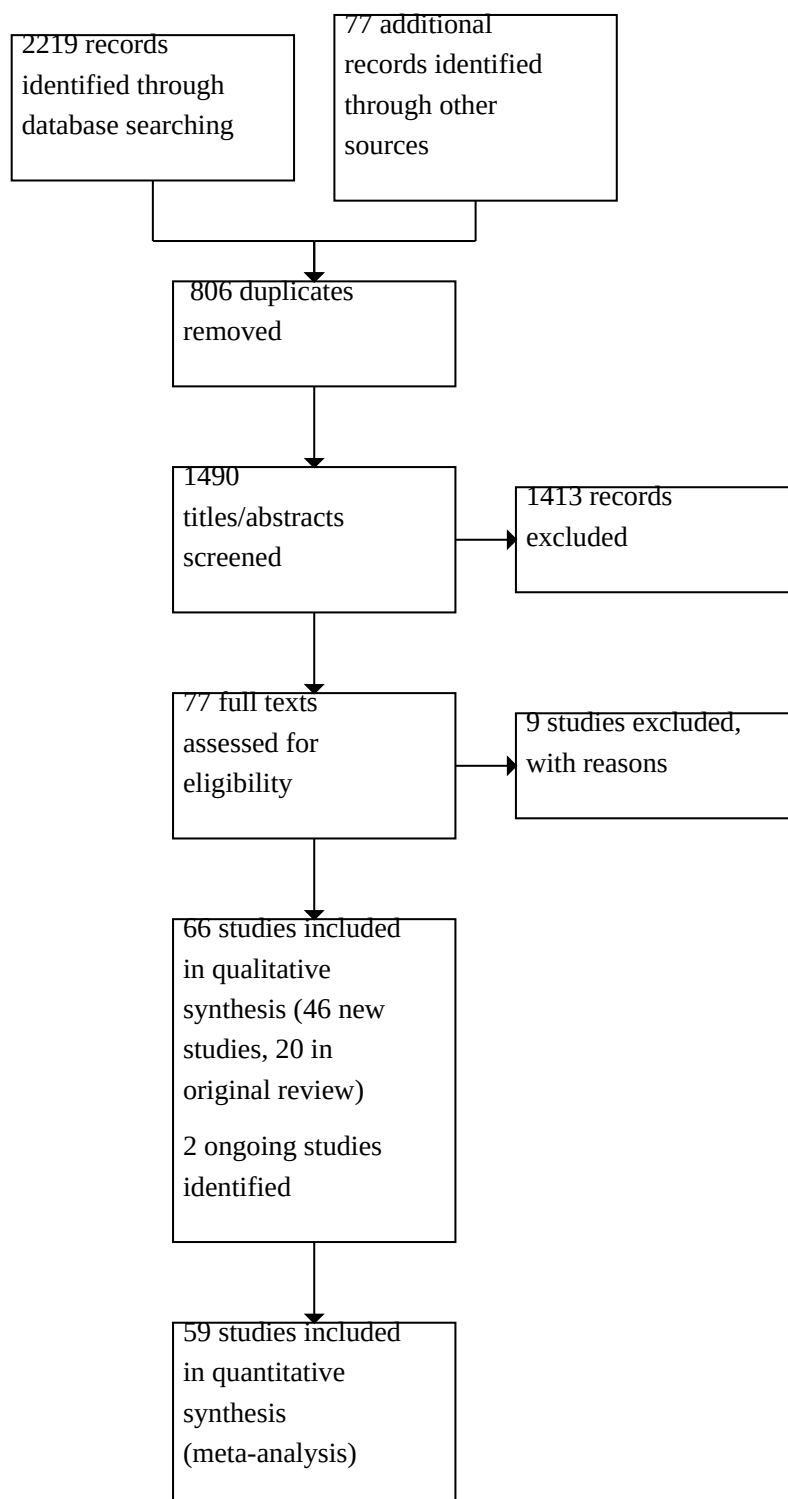 2219 records
identified through
database searching
77 additional
records identified
through other
sources
806 duplicates
removed
1490
titles/abstracts
screened
1413 records
excluded
77 full texts
assessed for
eligibility
9 studies excluded,
with reasons
66 studies included
in qualitative
synthesis (46 new
studies, 20 in
original review)
2 ongoing studies
identified
59 studies included
in quantitative
synthesis
(meta-analysis)